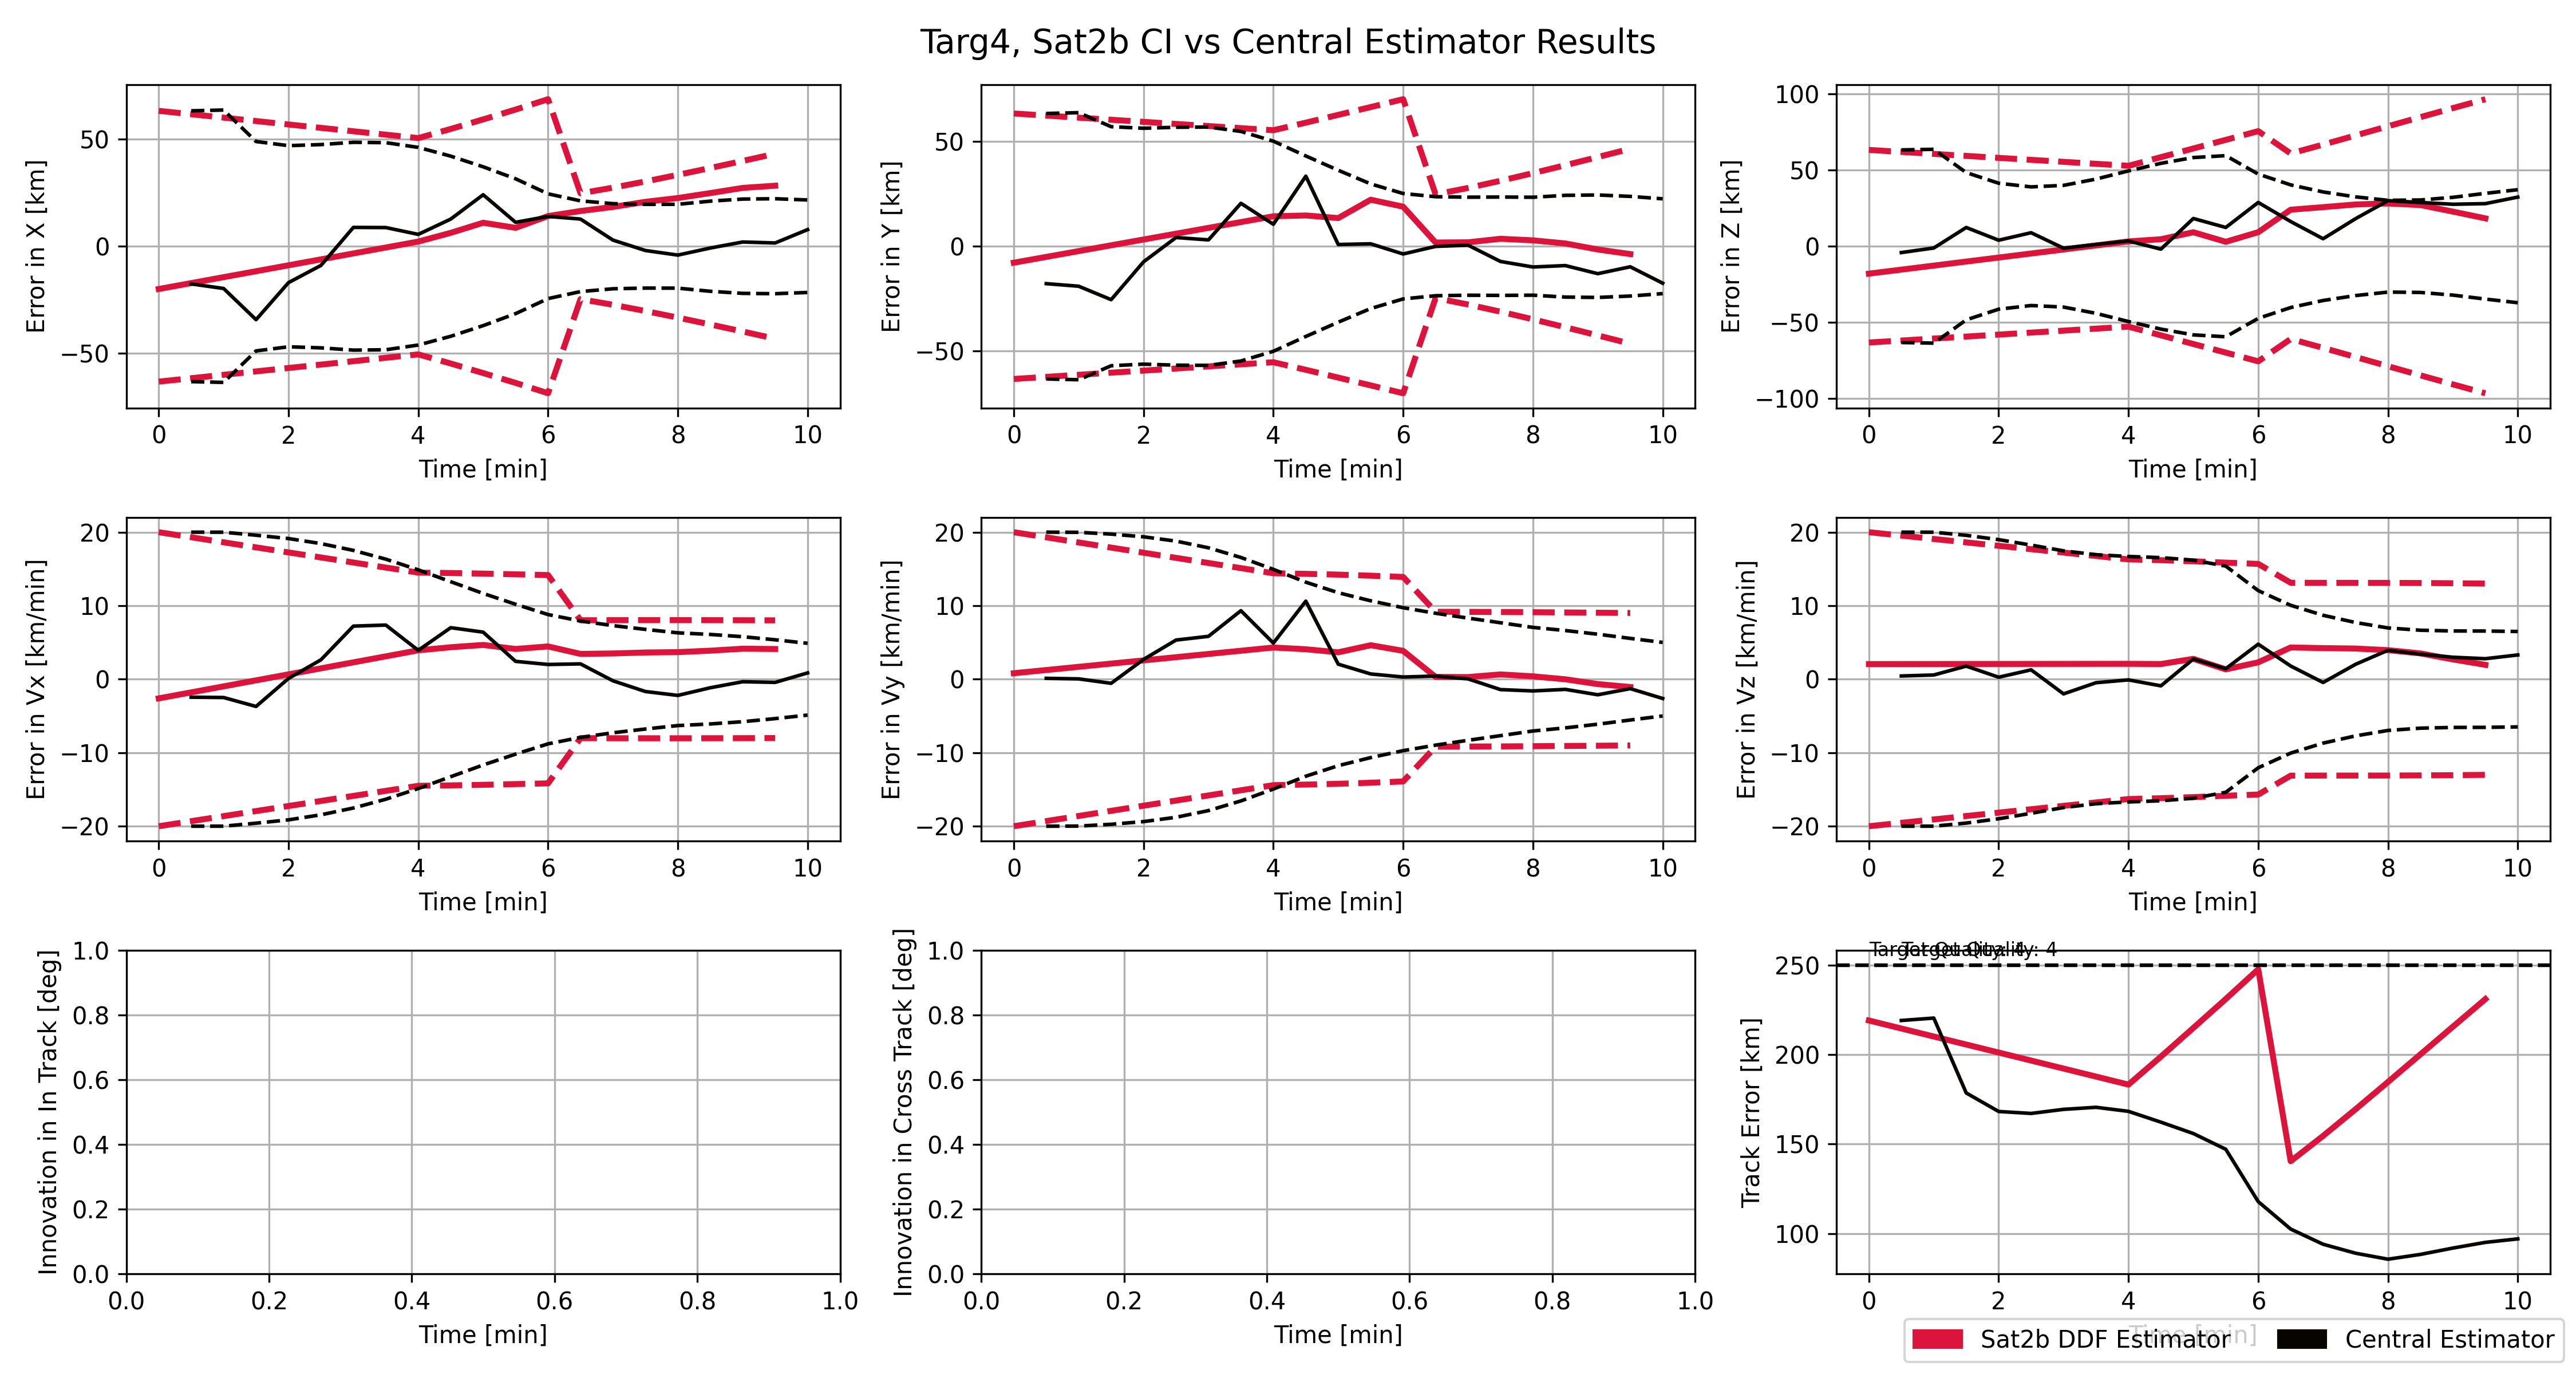 Targ4, Sat2b CI vs Central Estimator Results
Error in X [km]
50
0
−50
0 2 4 6 8 10
Time [min]
Error in Y [km]
50
0
−50
0 2 4 6 8 10
Time [min]
Error in Z [km]
100
50
0
−50
−100
0 2 4 6 8 10
Time [min]
Error in Vx [km/min]
20
10
0
−10
−20
0 2 4 6 8 10
Time [min]
Error in Vy [km/min]
20
10
0
−10
−20
0 2 4 6 8 10
Time [min]
Error in Vz [km/min]
20
10
0
−10
−20
0 2 4 6 8 10
Time [min]
Innovation in In Track [deg]
1.0
0.8
0.6
0.4
0.2
0.0
0.0 0.2 0.4 0.6 0.8 1.0
Time [min]
Innovation in Cross Track [deg]
1.0
0.8
0.6
0.4
0.2
0.0
0.0 0.2 0.4 0.6 0.8 1.0
Time [min]
Target Quality: 4
Target Quality: 4
Track Error [km]
250
200
150
100
0 2 4 6 8 10
Time [min]
Sat2b DDF Estimator
Central Estimator